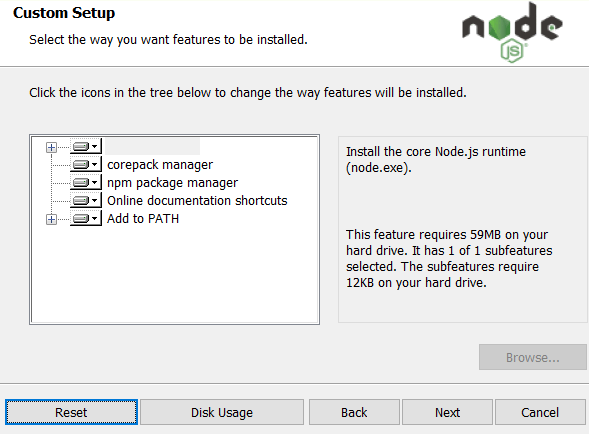 Custom Setup
Select the way you want features to be installed.
node
JS
Click the icons in the tree below to change the way features will be installed.
corepack manager
npm package manager
Online documentation shortcuts
Add to PATH
Install the core Node.js runtime
(node.exe).
This feature requires 59MB on your
hard drive. It has 1 of 1 subfeatures
selected. The subfeatures require
12KB on your hard drive.
Browse...
Reset
Disk Usage
Back
Next
Cancel